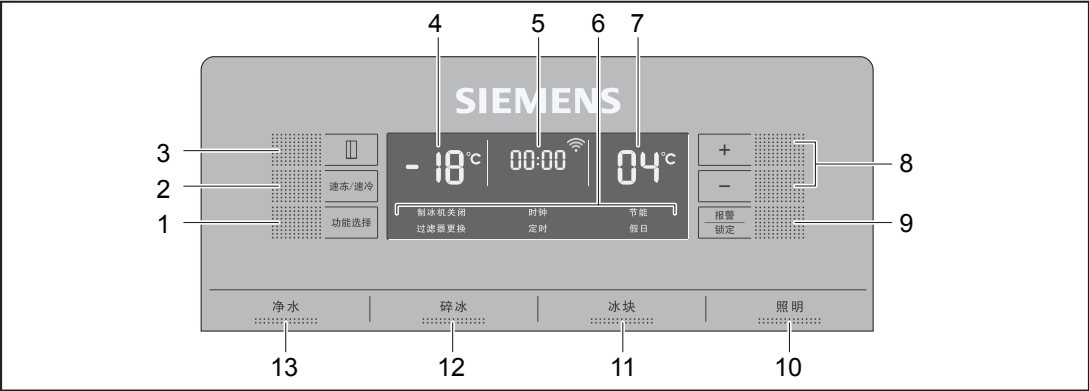 4 5 6 7
SIEMENS
3
-18℃ 00:00 04℃
+
8
2
速冻/速冷
-
1
功能选择
制冰机关闭 时钟 节能
报警
锁定
9
过滤器更换 定时 假日
净水 碎冰 冰块 照明
13 12 11 10